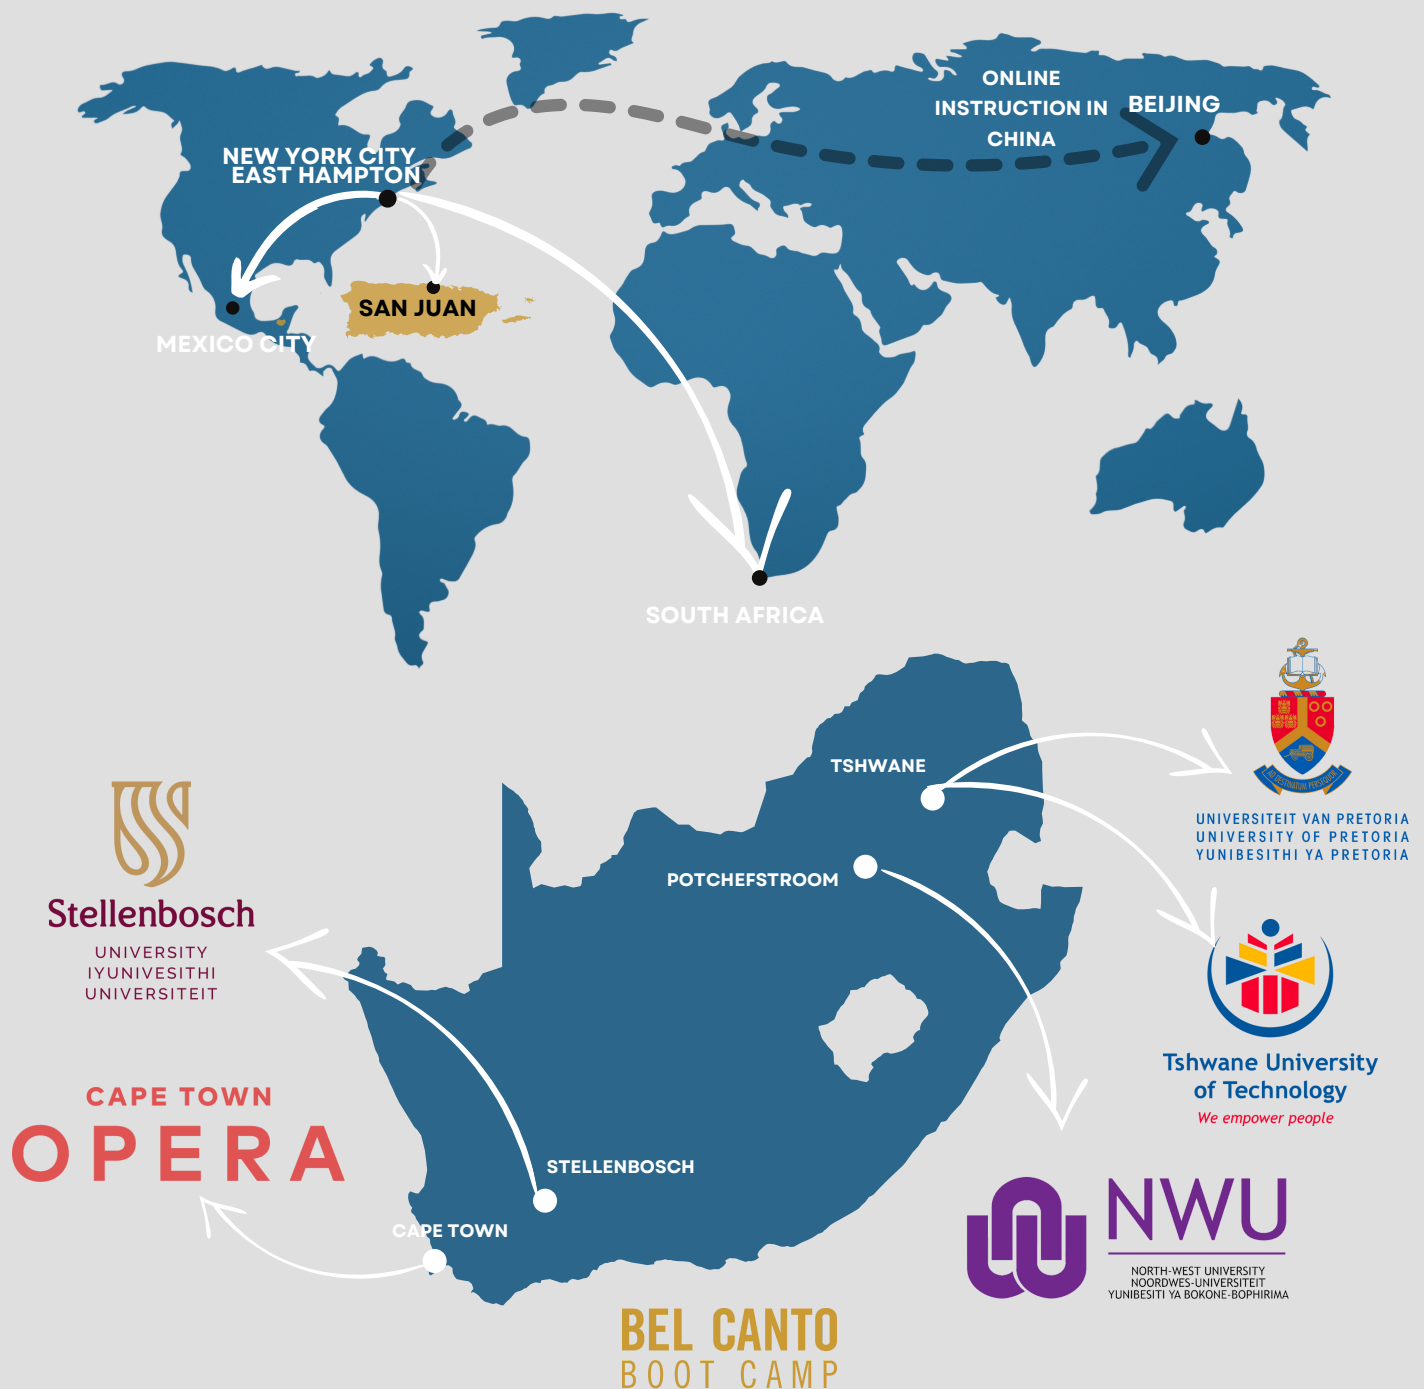 ONLINE
INSTRUCTION IN
CHINA
BEIJING
NEW YORK CITY
EAST HAMPTON
SAN JUAN
MEXICO CITY
SOUTH AFRICA
TSHWANE
POTCHEFSTROOM
STELLENBOSCH
CAPE TOWN
AD DESTINATUM PERSEQUOR
UNIVERSITEIT VAN PRETORIA
UNIVERSITY OF PRETORIA
YUNIBESITHI YA PRETORIA
Stellenbosch
UNIVERSITY
IYUNIVESITHI
UNIVERSITEIT
Tshwane University
of Technology
We empower people
CAPE TOWN
OPERA
NWU
NORTH-WEST UNIVERSITY
NOORDWES-UNIVERSITEIT
YUNIBESITI YA BOKONE-BOPHIRIMA
BEL CANTO
BOOT CAMP